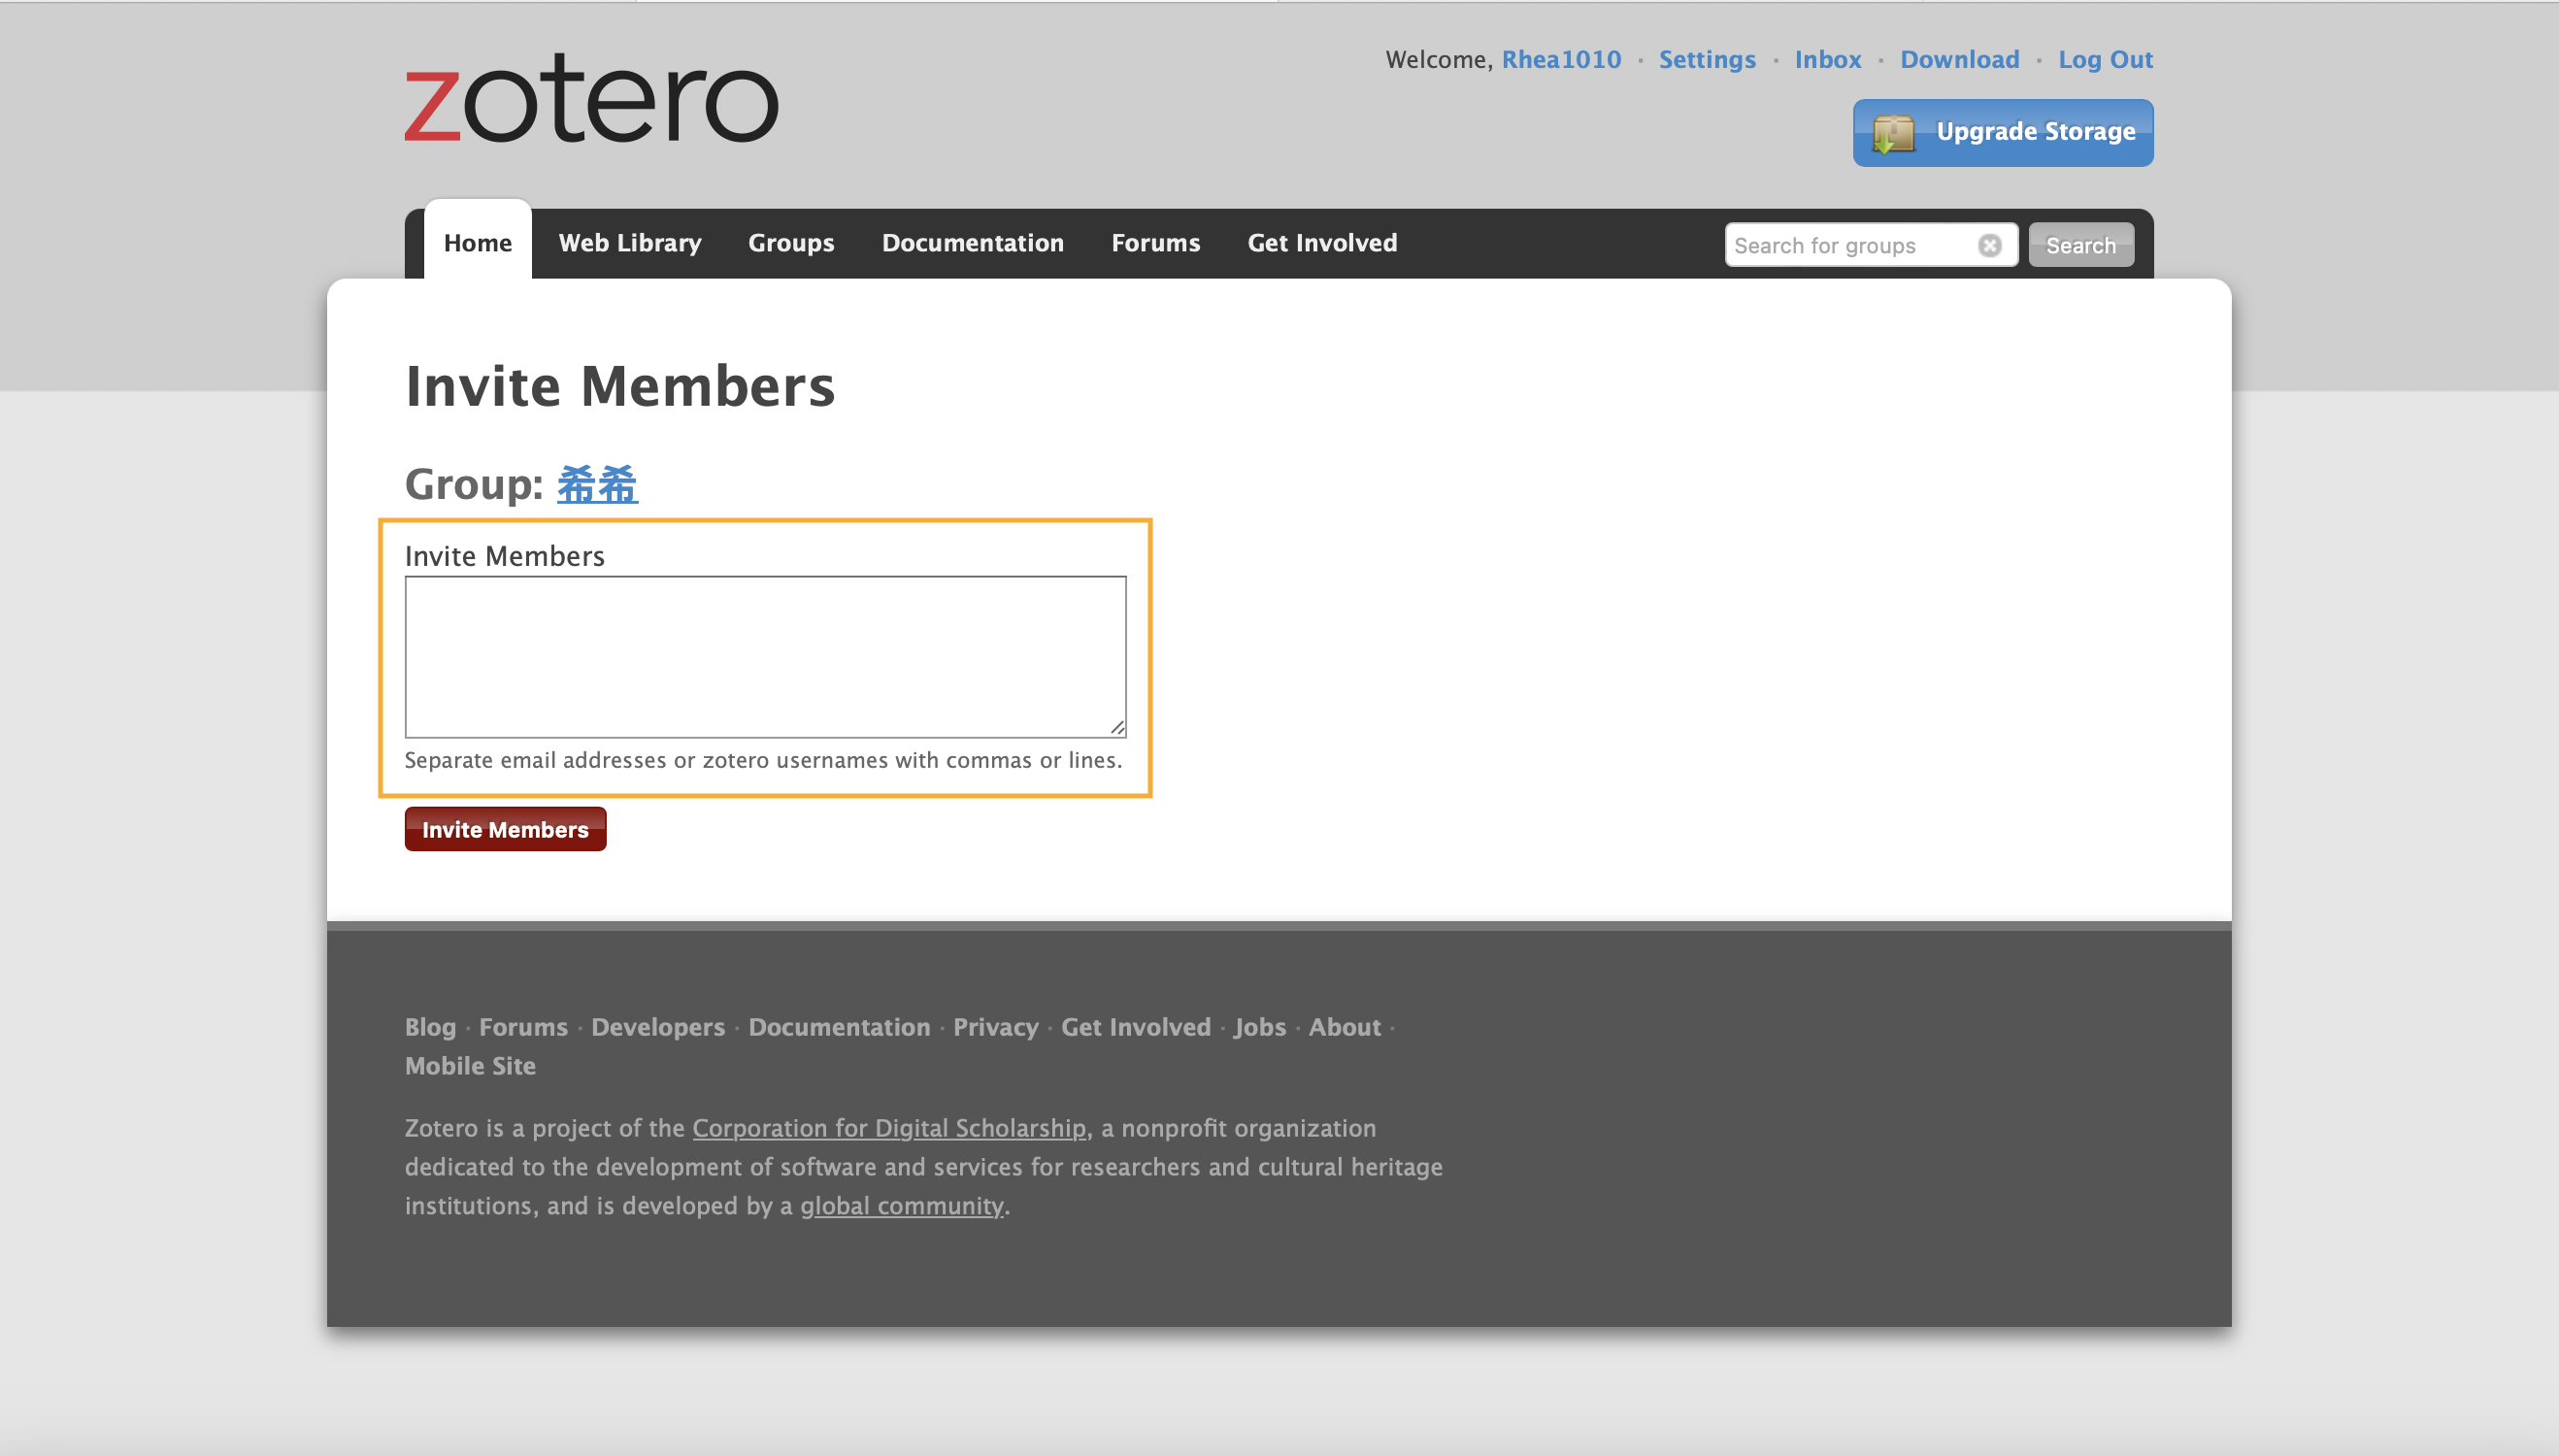 zotero
Welcome, Rhea1010 · Settings · Inbox · Download · Log Out
Upgrade Storage
Home Web Library Groups Documentation Forums Get Involved Search for groups Search
Invite Members
Group: 希希
Invite Members
Separate email addresses or zotero usernames with commas or lines.
Invite Members
Blog · Forums · Developers · Documentation · Privacy · Get Involved · Jobs · About ·
Mobile Site
Zotero is a project of the Corporation for Digital Scholarship, a nonprofit organization
dedicated to the development of software and services for researchers and cultural heritage
institutions, and is developed by a global community.